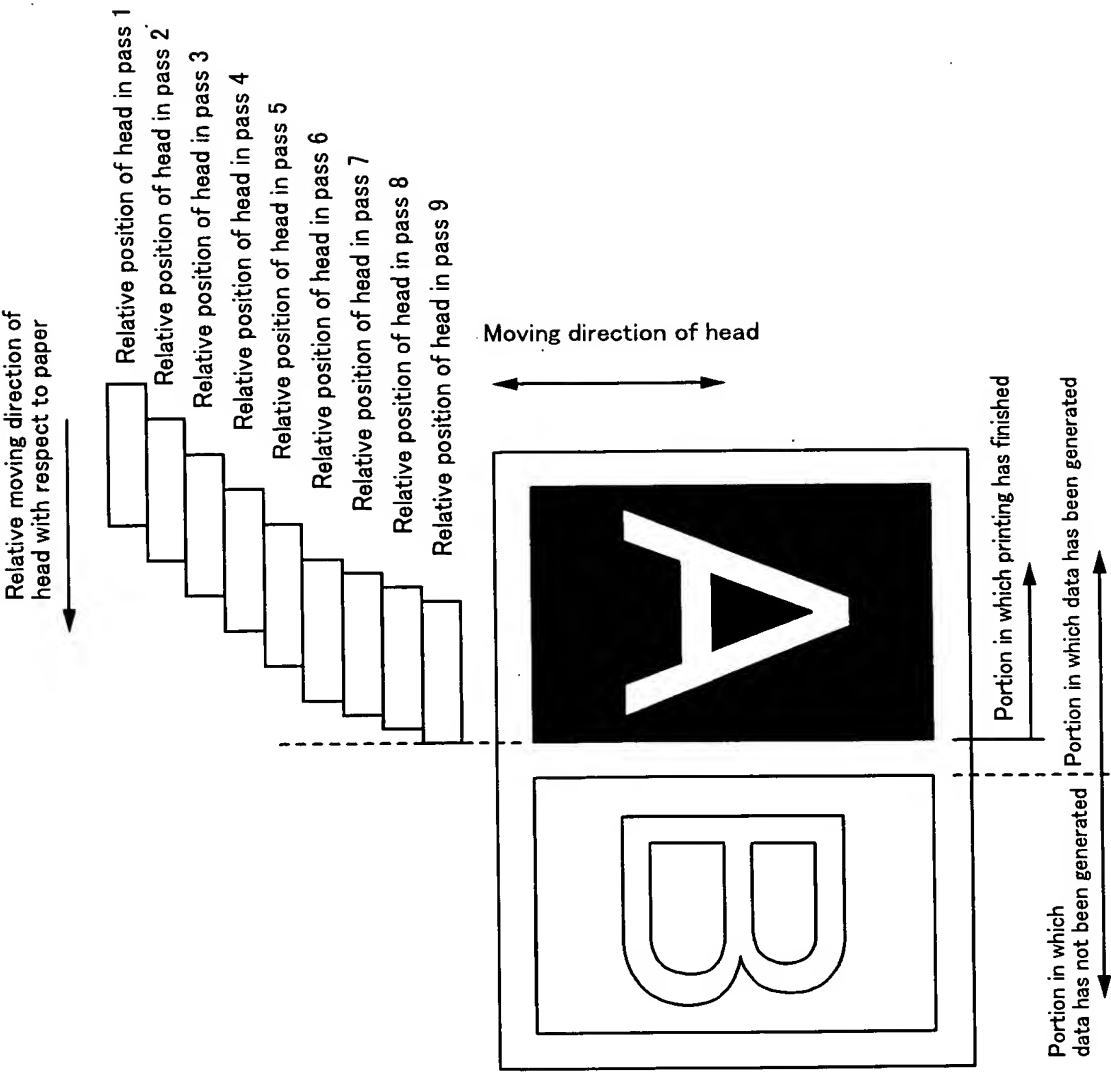 Relative moving direction of
head with respect to paper
Relative position of head in pass 1
Relative position of head in pass 2
Relative position of head in pass 3
Relative position of head in pass 4
Relative position of head in pass 5
Relative position of head in pass 6
Relative position of head in pass 7
Relative position of head in pass 8
Relative position of head in pass 9
Moving direction of head
A
B
Portion in which printing has finished
Portion in which data has been generated
Portion in which
data has not been generated